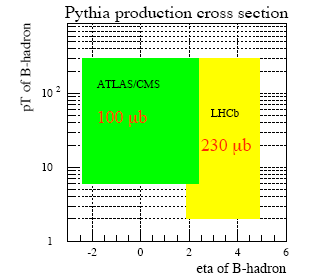 Pythia production cross section
pT of B-hadron
10 2
10
1
ATLAS/CMS
100 μb
LHCb
230 μb
-2 0 2 4 6
eta of B-hadron